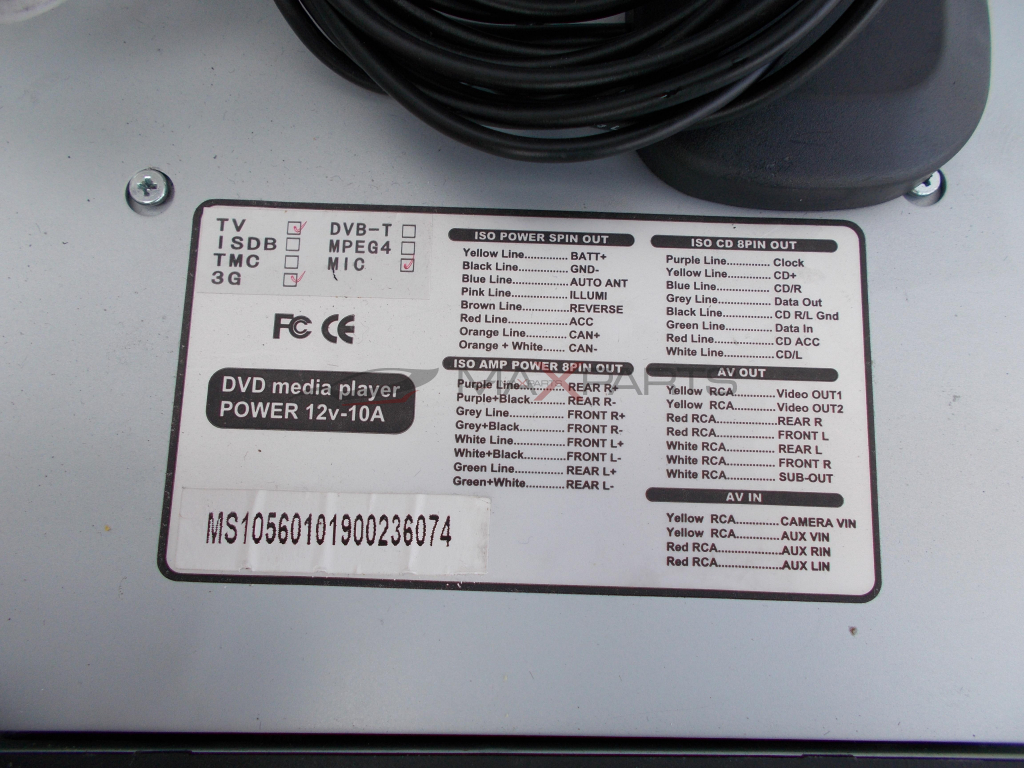 TV DVB-T
ISDB MPEG4
TMC MIC
3G
FC CE
DVD media player
POWER 12v-10A
MS10560101900236074
ISO POWER SPIN OUT
Yellow Line............BATT+
Black Line..............GND-
Blue Line...............AUTO ANT
Pink Line...............ILLUMI
Brown Line............REVERSE
Red Line................ACC
Orange Line..........CAN+
Orange + White.....CAN-
ISO AMP POWER 8PIN OUT
Purple Line............REAR R+
Purple+Black.........REAR R-
Grey Line...............FRONT R+
Grey+Black............FRONT R-
White Line.............FRONT L+
White+Black..........FRONT L-
Green Line.............REAR L+
Green+White..........REAR L-
ISO CD 8PIN OUT
Purple Line............Clock
Yellow Line............CD+
Blue Line...............CD/R
Grey Line...............Data Out
Black Line..............CD R/L Gnd
Green Line.............Data In
Red Line................CD ACC
White Line.............CD/L
AV OUT
Yellow RCA............Video OUT1
Yellow RCA............Video OUT2
Red RCA................REAR R
Red RCA................FRONT L
White RCA.............REAR L
White RCA.............FRONT R
White RCA.............SUB-OUT
AV IN
Yellow RCA............CAMERA VIN
Yellow RCA............AUX VIN
Red RCA................AUX RIN
Red RCA................AUX LIN
MAXPARTS